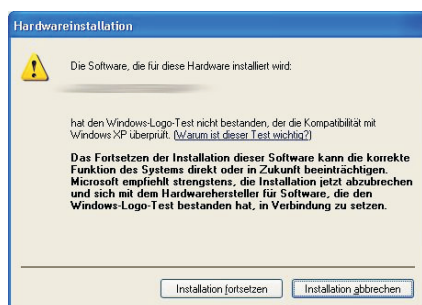 Hardwareinstallation
Die Software, die für diese Hardware installiert wird:
hat den Windows-Logo-Test nicht bestanden, der die Kompatibilität mit
Windows XP überprüft. (Warum ist dieser Test wichtig?)
Das Fortsetzen der Installation dieser Software kann die korrekte
Funktion des Systems direkt oder in Zukunft beeinträchtigen.
Microsoft empfiehlt strengstens, die Installation jetzt abzubrechen
und sich mit dem Hardwarehersteller für Software, die den
Windows-Logo-Test bestanden hat, in Verbindung zu setzen.
Installation fortsetzen
Installation abbrechen